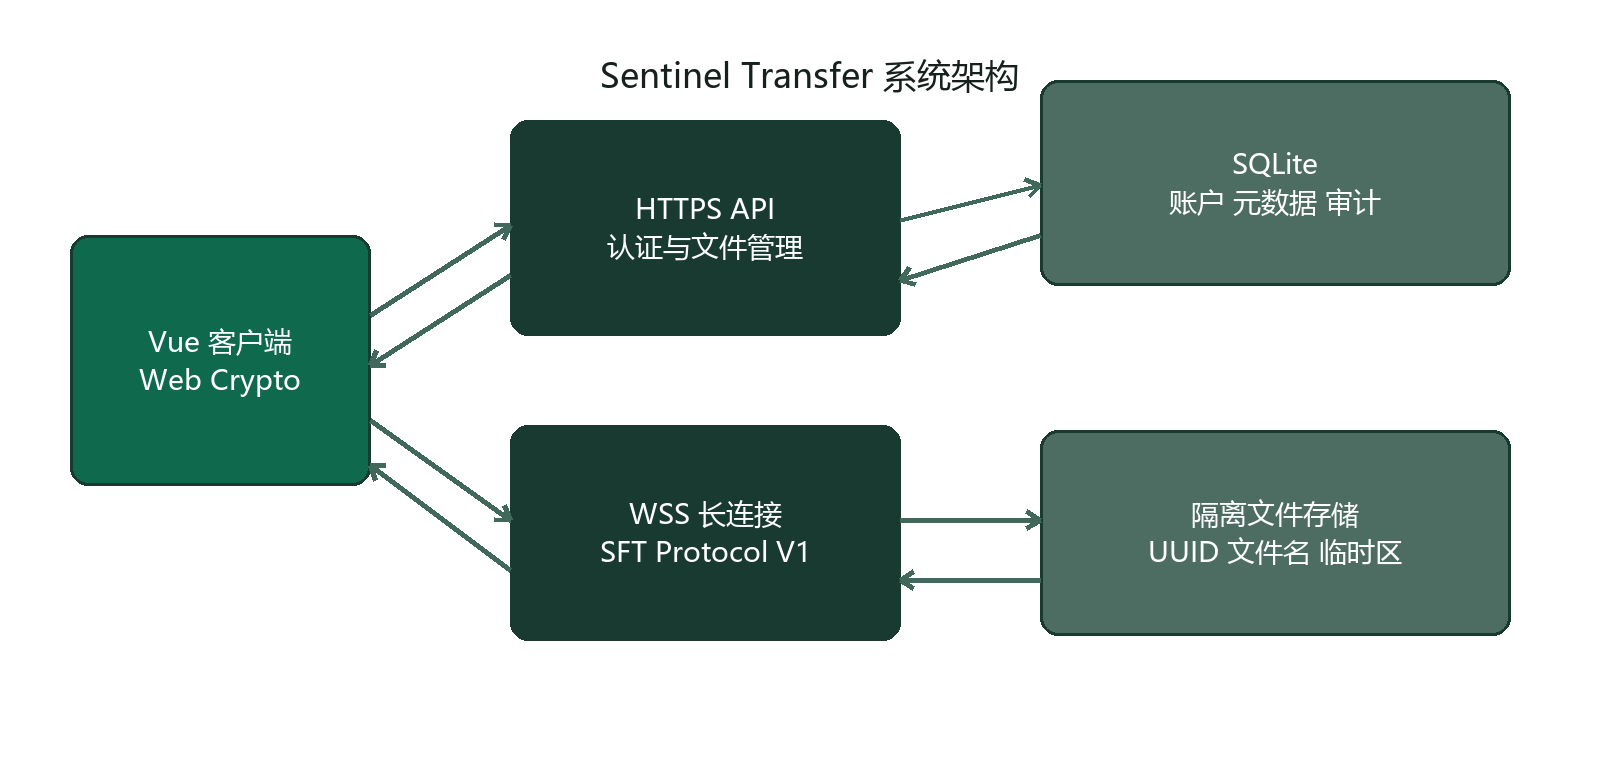 Sentinel Transfer 系统架构
Vue 客户端
Web Crypto
HTTPS API
认证与文件管理
SQLite
账户 元数据 审计
WSS 长连接
SFT Protocol V1
隔离文件存储
UUID 文件名 临时区